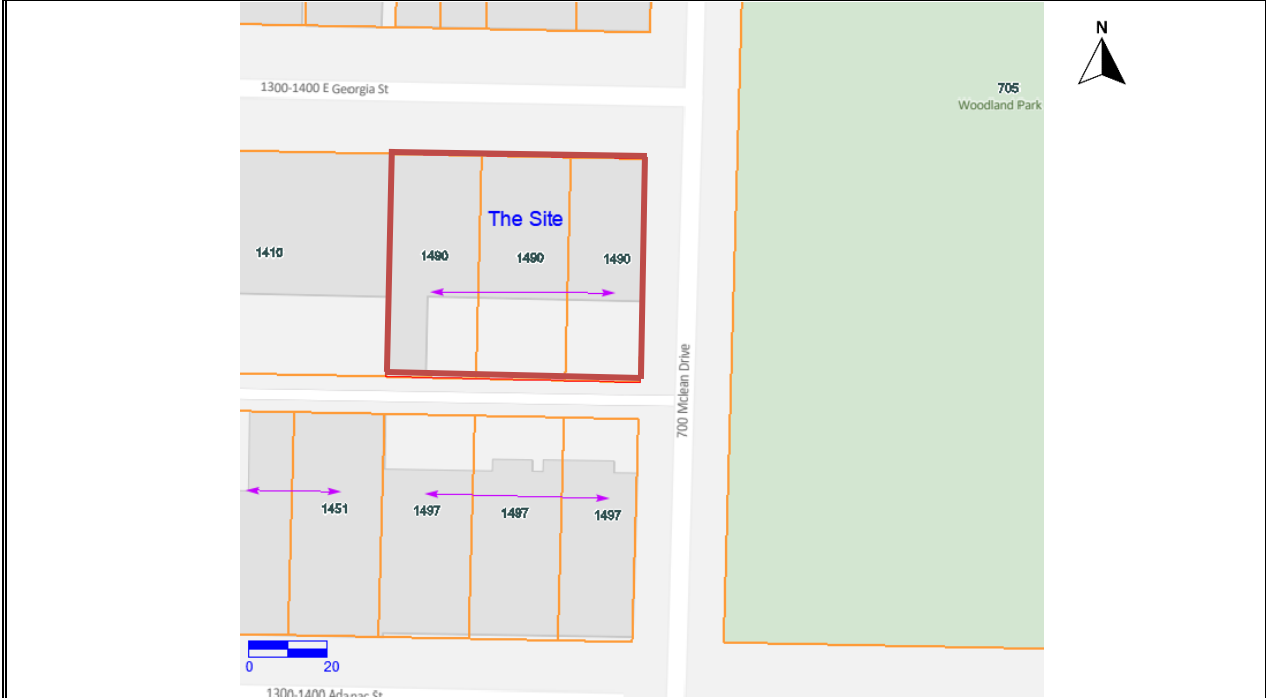 N
1300-1400 E Georgia St
705
Woodland Park
The Site
1410
1490
1490
1490
700 Mclean Drive
1451
1497
1497
1497
0
20
1300-1400 Adanac St